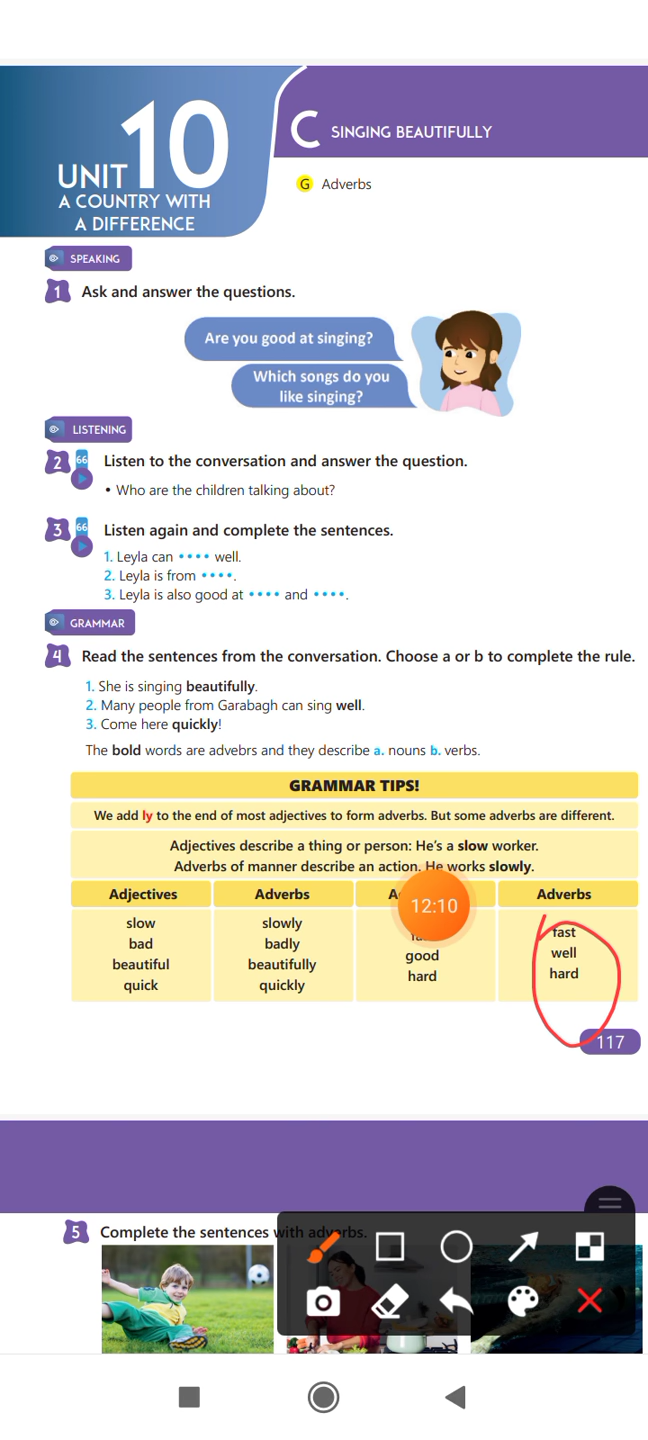 UNIT 10
A COUNTRY WITH
A DIFFERENCE
C SINGING BEAUTIFULLY
G Adverbs
SPEAKING
1 Ask and answer the questions.
Are you good at singing?
Which songs do you
like singing?
LISTENING
2 66 Listen to the conversation and answer the question.
• Who are the children talking about?
3 66 Listen again and complete the sentences.
1. Leyla can •••• well.
2. Leyla is from ••••.
3. Leyla is also good at •••• and ••••.
GRAMMAR
4 Read the sentences from the conversation. Choose a or b to complete the rule.
1. She is singing beautifully.
2. Many people from Garabagh can sing well.
3. Come here quickly!
The bold words are advebrs and they describe a. nouns b. verbs.
GRAMMAR TIPS!
We add ly to the end of most adjectives to form adverbs. But some adverbs are different.
Adjectives describe a thing or person: He's a slow worker.
Adverbs of manner describe an action. He works slowly.
Adjectives Adverbs Adverbs
slow slowly fast
bad badly good well
beautiful beautifully hard hard
quick quickly
12:10
117
5 Complete the sentences with adverbs.